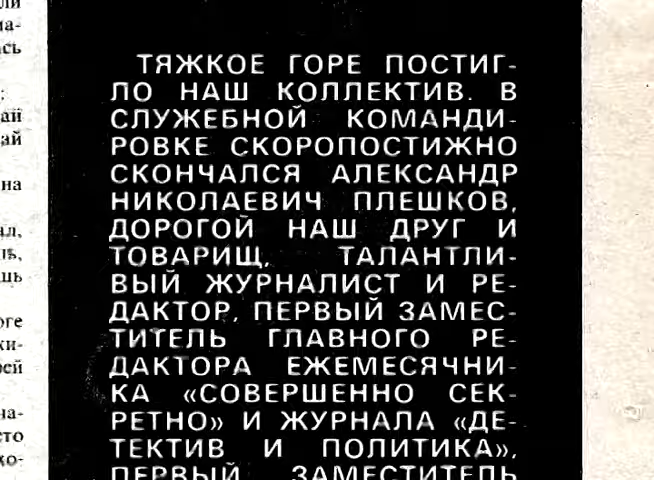 ТЯЖКОЕ ГОРЕ ПОСТИГ-
ЛО НАШ КОЛЛЕКТИВ. В
СЛУЖЕБНОЙ КОМАНДИ-
РОВКЕ СКОРОПОСТИЖНО
СКОНЧАЛСЯ АЛЕКСАНДР
НИКОЛАЕВИЧ ПЛЕШКОВ,
ДОРОГОЙ НАШ ДРУГ И
ТОВАРИЩ, ТАЛАНТЛИ-
ВЫЙ ЖУРНАЛИСТ И РЕ-
ДАКТОР, ПЕРВЫЙ ЗАМЕС-
ТИТЕЛЬ ГЛАВНОГО РЕ-
ДАКТОРА ЕЖЕМЕСЯЧНИ-
КА «СОВЕРШЕННО СЕК-
РЕТНО» И ЖУРНАЛА «ДЕ-
ТЕКТИВ И ПОЛИТИКА»,
ПЕРВЫЙ ЗАМЕСТИТЕЛЬ